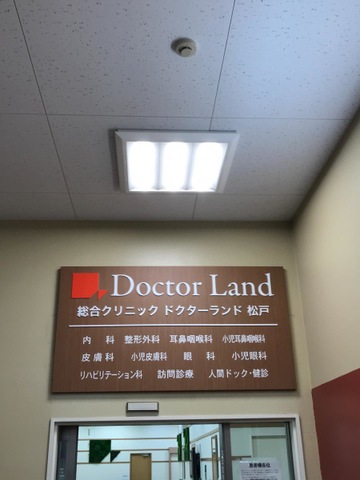 Doctor Land
総合クリニック ドクターランド 松戸
内 科 整形外科 耳鼻咽喉科 小児耳鼻咽喉科
皮膚科 小児皮膚科 眼 科 小児眼科
リハビリテーション科 訪問診療 人間ドック・健診